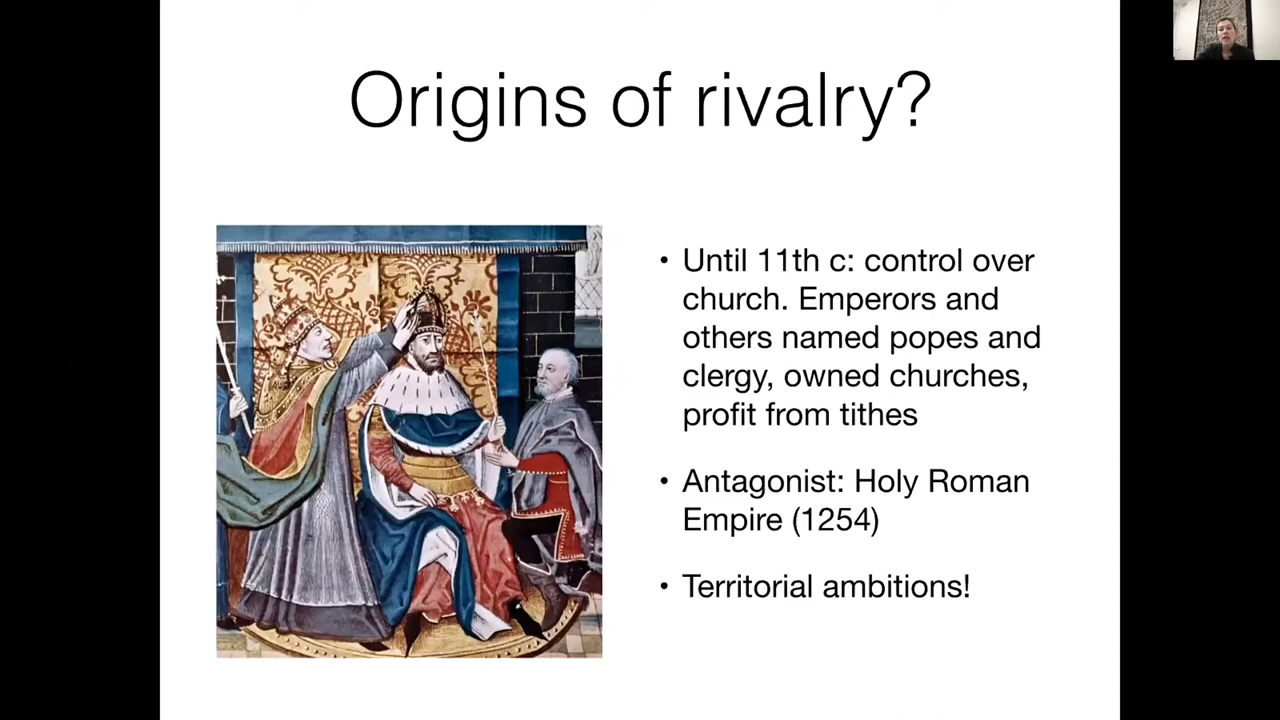 Origins of rivalry?
• Until 11th c: control over
church. Emperors and
others named popes and
clergy, owned churches,
profit from tithes
• Antagonist: Holy Roman
Empire (1254)
• Territorial ambitions!